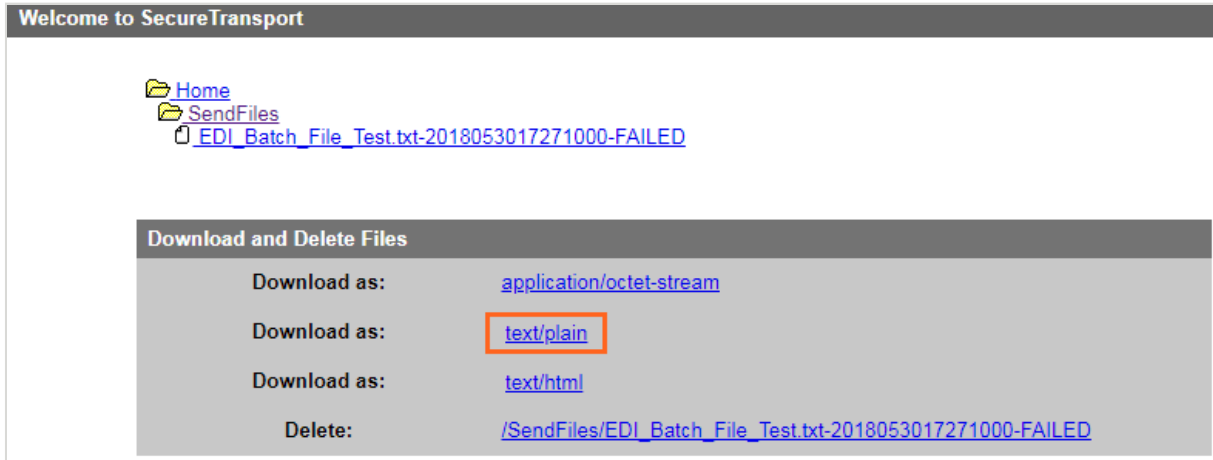 Welcome to SecureTransport
Home
SendFiles
EDI_Batch_File_Test.txt-2018053017271000-FAILED
Download and Delete Files
Download as: application/octet-stream
Download as: text/plain
Download as: text/html
Delete: /SendFiles/EDI_Batch_File_Test.txt-2018053017271000-FAILED